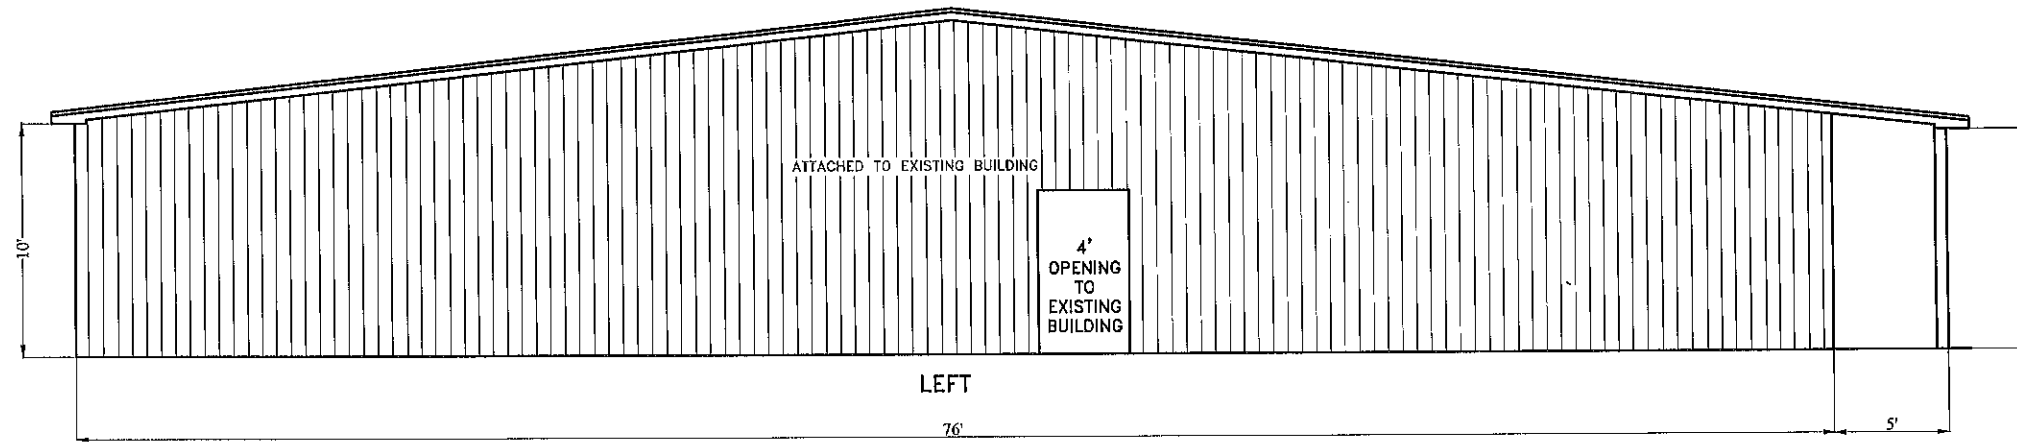 ATTACHED TO EXISTING BUILDING
10'
4'
OPENING
TO
EXISTING
BUILDING
LEFT
76'
5'